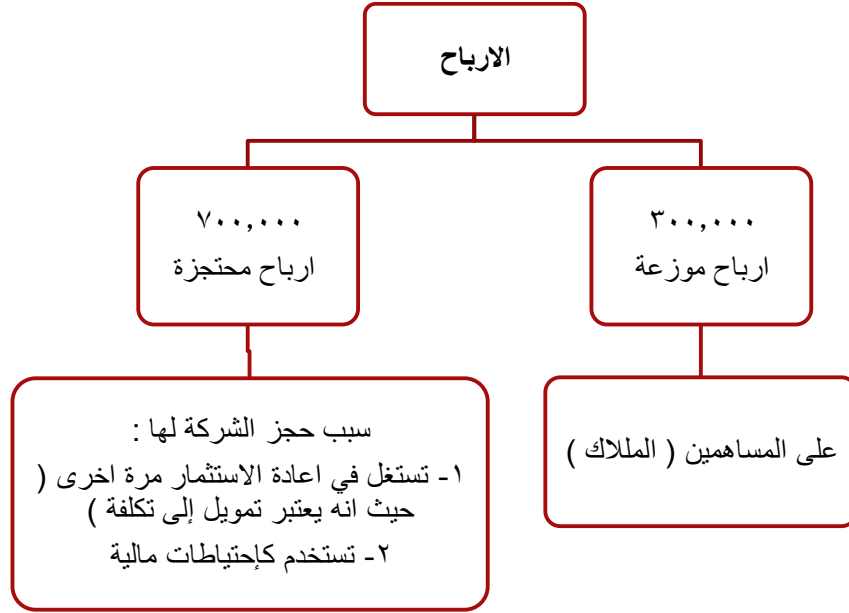 الارباح
٣٠٠,٠٠٠
ارباح موزعة
على المساهمين ( الملاك )
٧٠٠,٠٠٠
ارباح محتجزة
سبب حجز الشركة لها :
١- تستغل في اعادة الاستثمار مرة اخرى (
حيث انه يعتبر تمويل إلى تكلفة )
٢- تستخدم كإحتياطات مالية